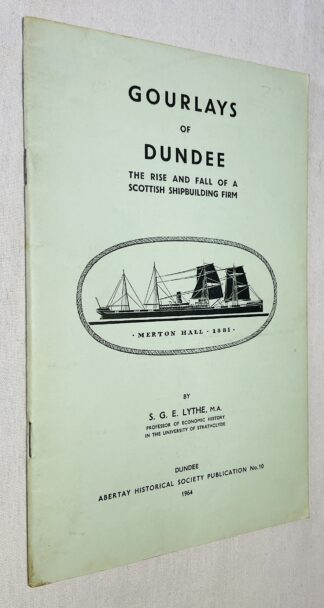 GOURLAYS
OF
DUNDEE
THE RISE AND FALL OF A
SCOTTISH SHIPBUILDING FIRM
· MERTON HALL · 1881 ·
BY
S. G. E. LYTHE, M.A.
PROFESSOR OF ECONOMIC HISTORY
IN THE UNIVERSITY OF STRATHCLYDE
DUNDEE
ABERTAY HISTORICAL SOCIETY PUBLICATION No. 10
1964